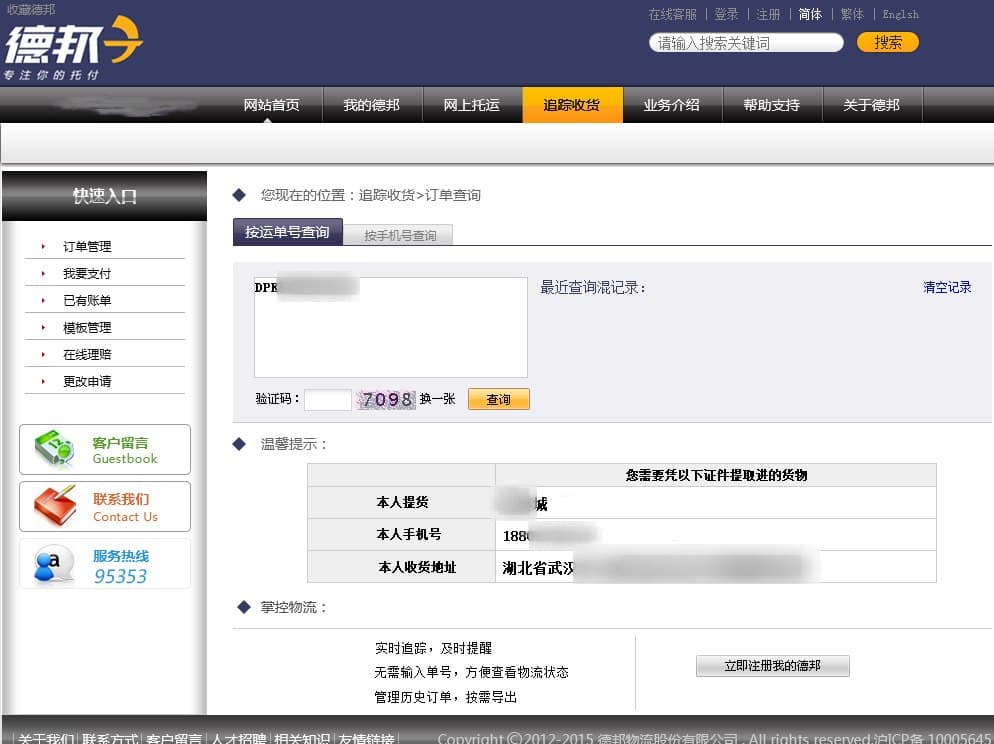 收藏德邦
在线客服 | 登录 | 注册 | 简体 | 繁体 | Englsh
德邦
专注你的托付
请输入搜索关键词 搜索
网站首页 我的德邦 网上托运 追踪收货 业务介绍 帮助支持 关于德邦
快速入口
订单管理
我要支付
已有账单
模板管理
在线理赔
更改申请
客户留言
Guestbook
联系我们
Contact Us
服务热线
95353
您现在的位置：追踪收货>订单查询
按运单号查询 按手机号查询
DPK
最近查询混记录： 清空记录
验证码： 7098 换一张 查询
温馨提示：
您需要凭以下证件提取进的货物
本人提货 城
本人手机号 188
本人收货地址 湖北省武汉
掌控物流：
实时追踪，及时提醒
无需输入单号，方便查看物流状态
管理历史订单，按需导出
立即注册我的德邦
| 关于我们 | 联系方式 | 客户留言 | 人才招聘 | 相关知识 | 友情链接 |
Copyright ©2012-2015 德邦物流股份有限公司. All rights reserved.沪ICP备 10005645